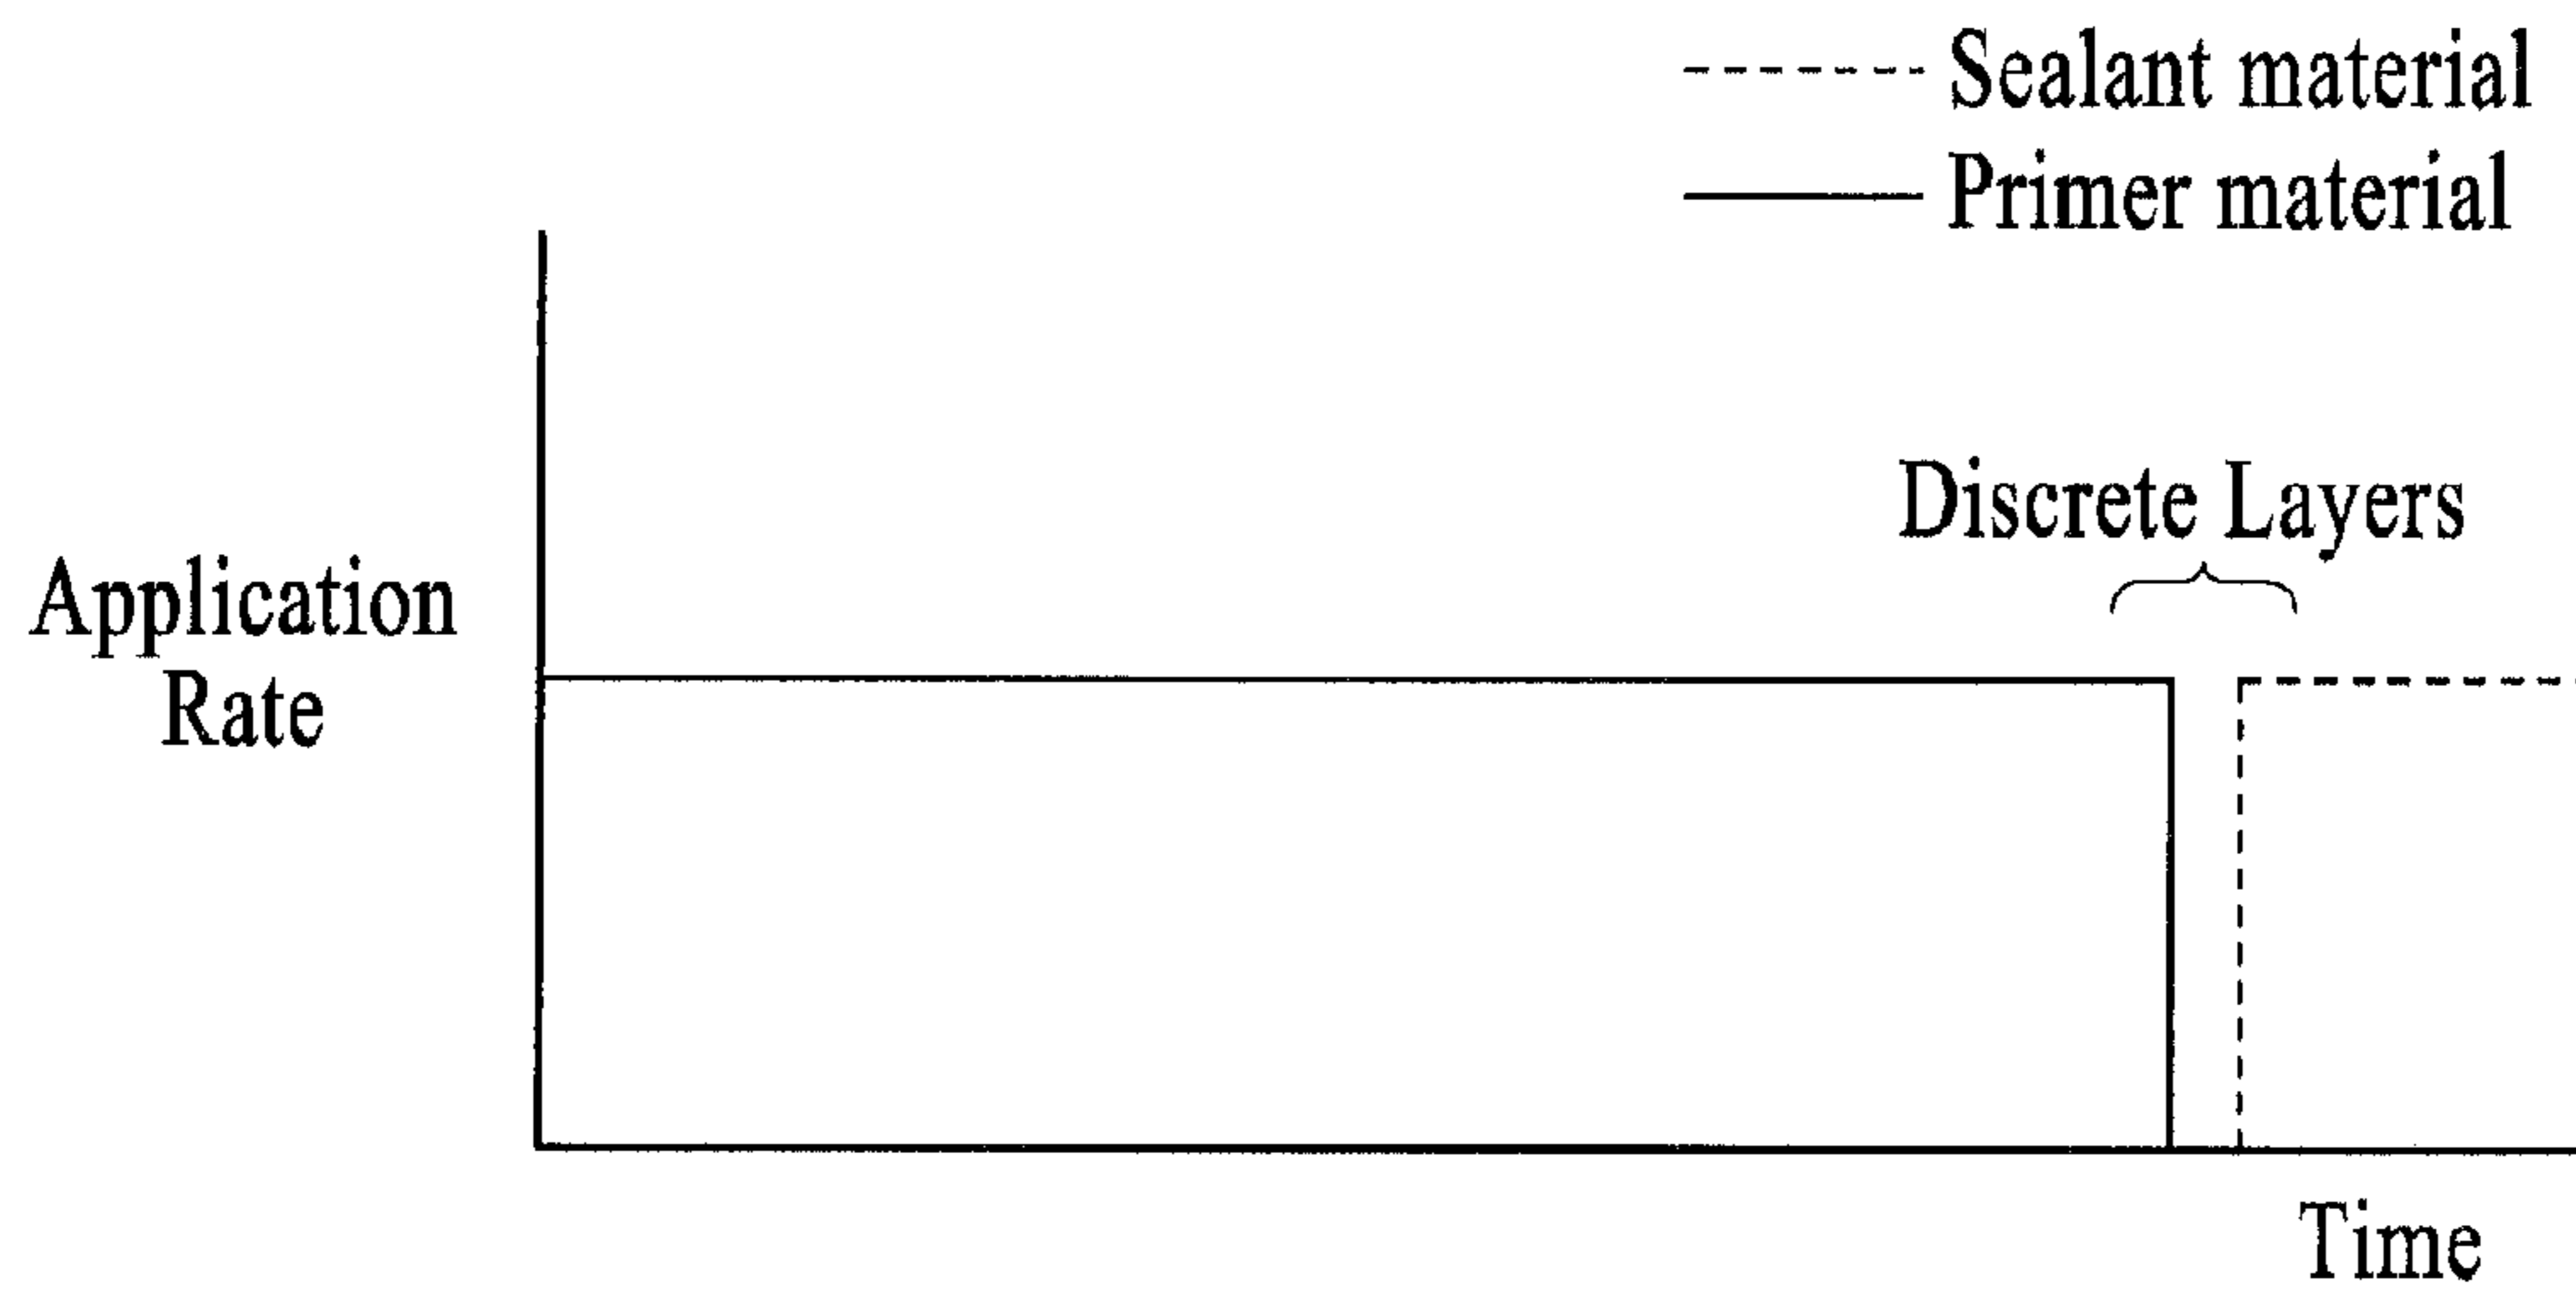 Sealant material
Primer material
Discrete Layers
Application
Rate
Time